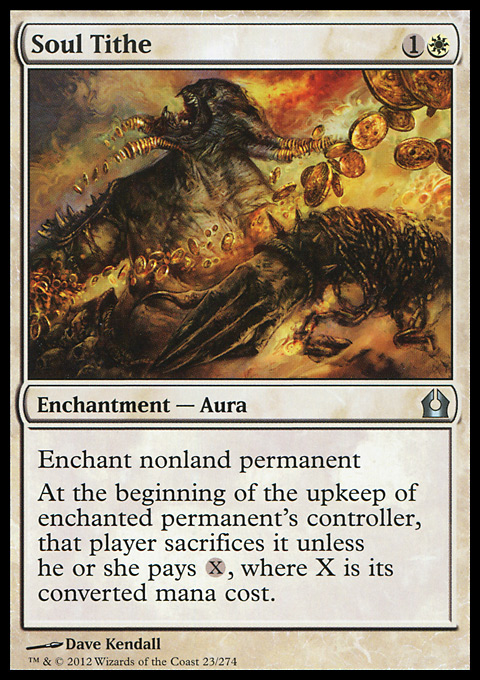 Soul Tithe 1
Enchantment — Aura
Enchant nonland permanent
At the beginning of the upkeep of
enchanted permanent's controller,
that player sacrifices it unless
he or she pays X, where X is its
converted mana cost.
Dave Kendall
™ & © 2012 Wizards of the Coast 23/274